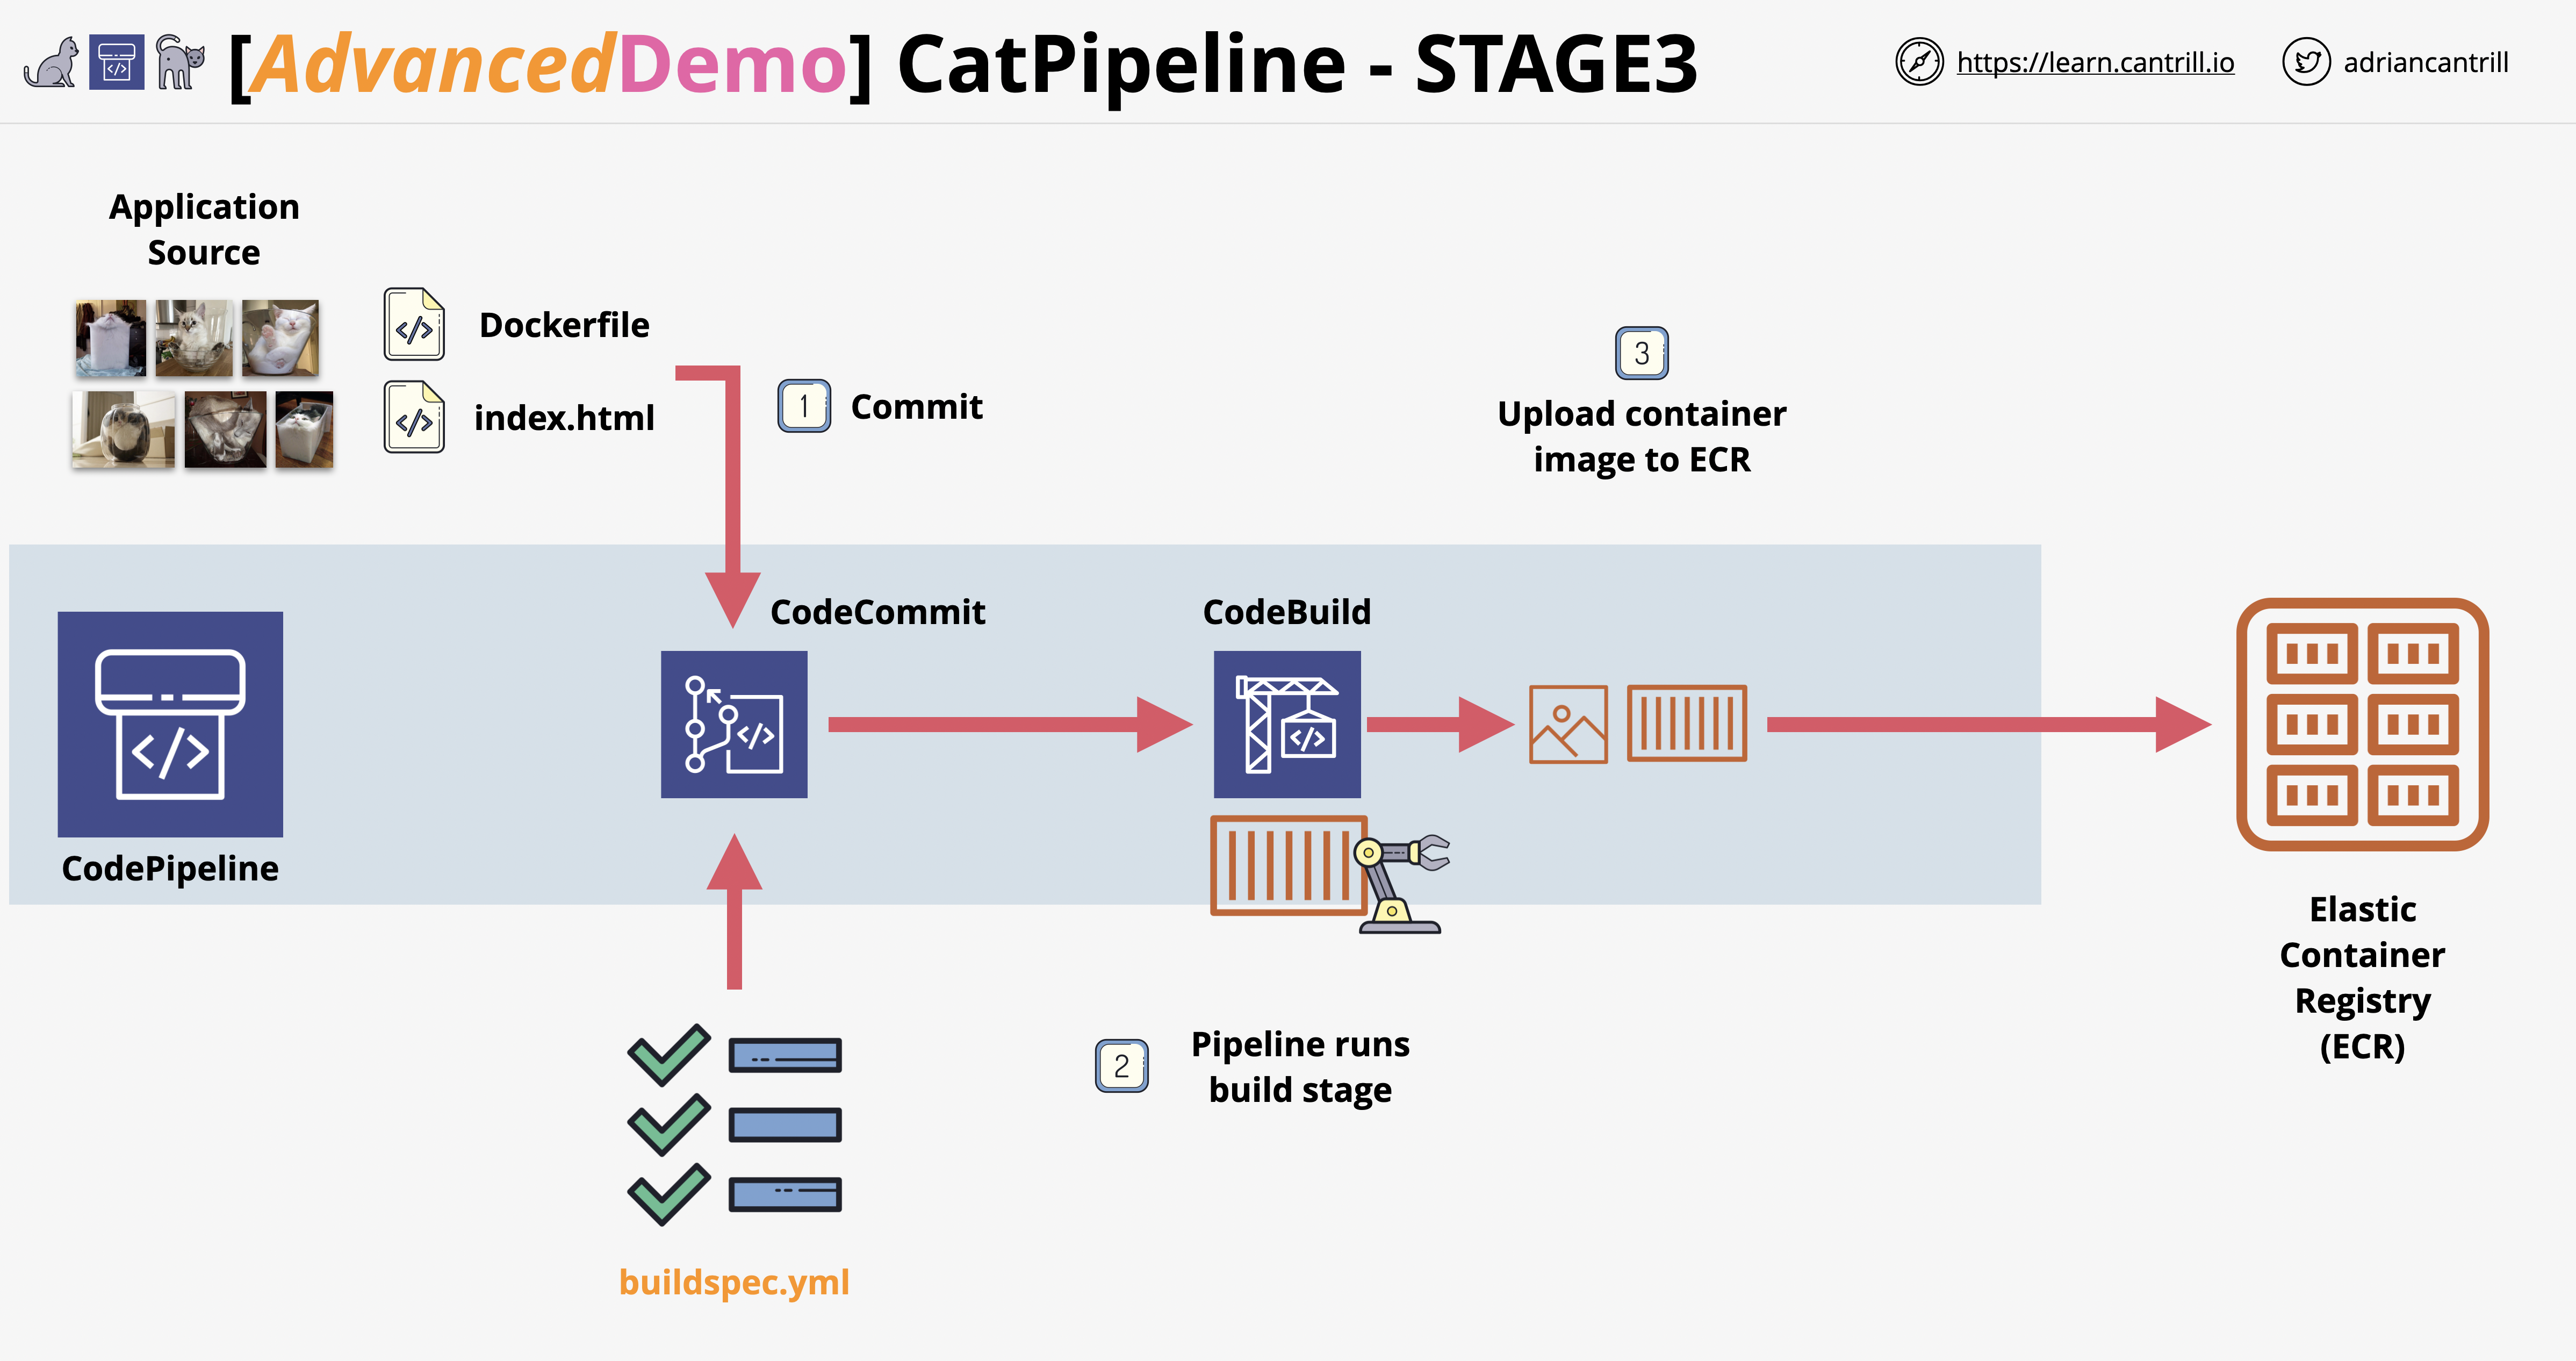 [AdvancedDemo] CatPipeline - STAGE3
https://learn.cantrill.io
adriancantrill
Application
Source
Dockerfile
index.html
1
Commit
3
Upload container
image to ECR
CodePipeline
CodeCommit
CodeBuild
Elastic
Container
Registry
(ECR)
2
Pipeline runs
build stage
buildspec.yml